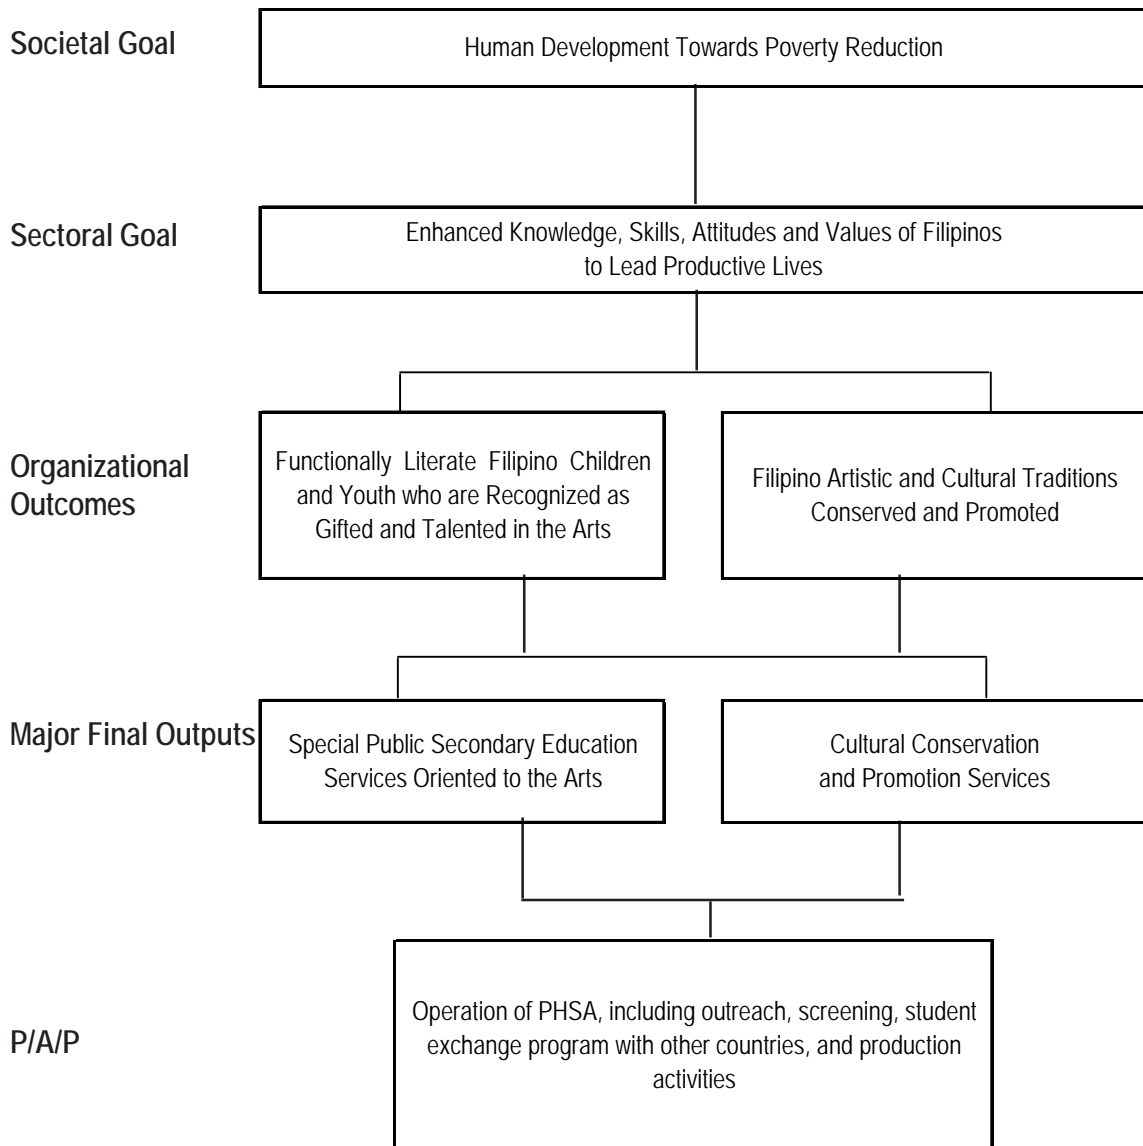 Societal Goal
Human Development Towards Poverty Reduction
Sectoral Goal
Enhanced Knowledge, Skills, Attitudes and Values of Filipinos
to Lead Productive Lives
Organizational
Outcomes
Functionally Literate Filipino Children
and Youth who are Recognized as
Gifted and Talented in the Arts
Filipino Artistic and Cultural Traditions
Conserved and Promoted
Major Final Outputs
Special Public Secondary Education
Services Oriented to the Arts
Cultural Conservation
and Promotion Services
P/A/P
Operation of PHSA, including outreach, screening, student
exchange program with other countries, and production
activities